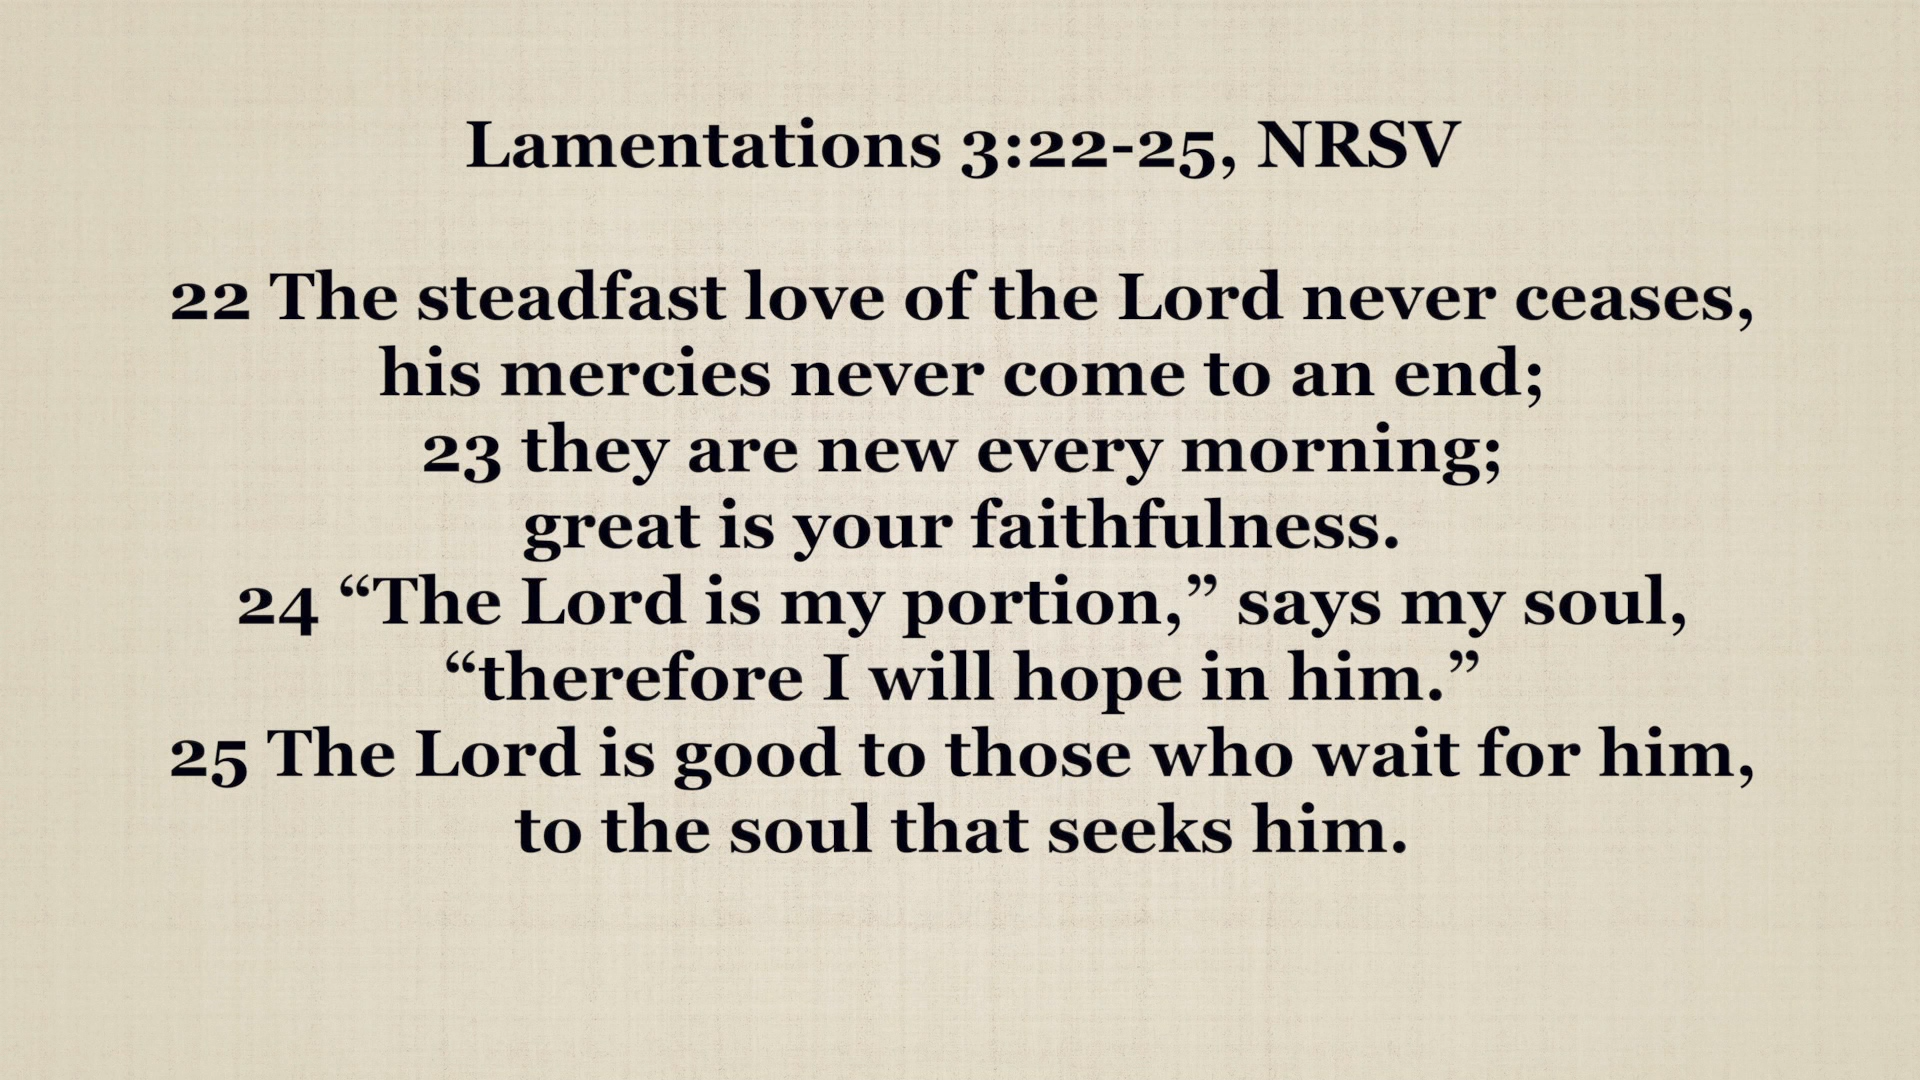 Lamentations 3:22-25, NRSV
22 The steadfast love of the Lord never ceases,
his mercies never come to an end;
23 they are new every morning;
great is your faithfulness.
24 “The Lord is my portion,” says my soul,
“therefore I will hope in him.”
25 The Lord is good to those who wait for him,
to the soul that seeks him.